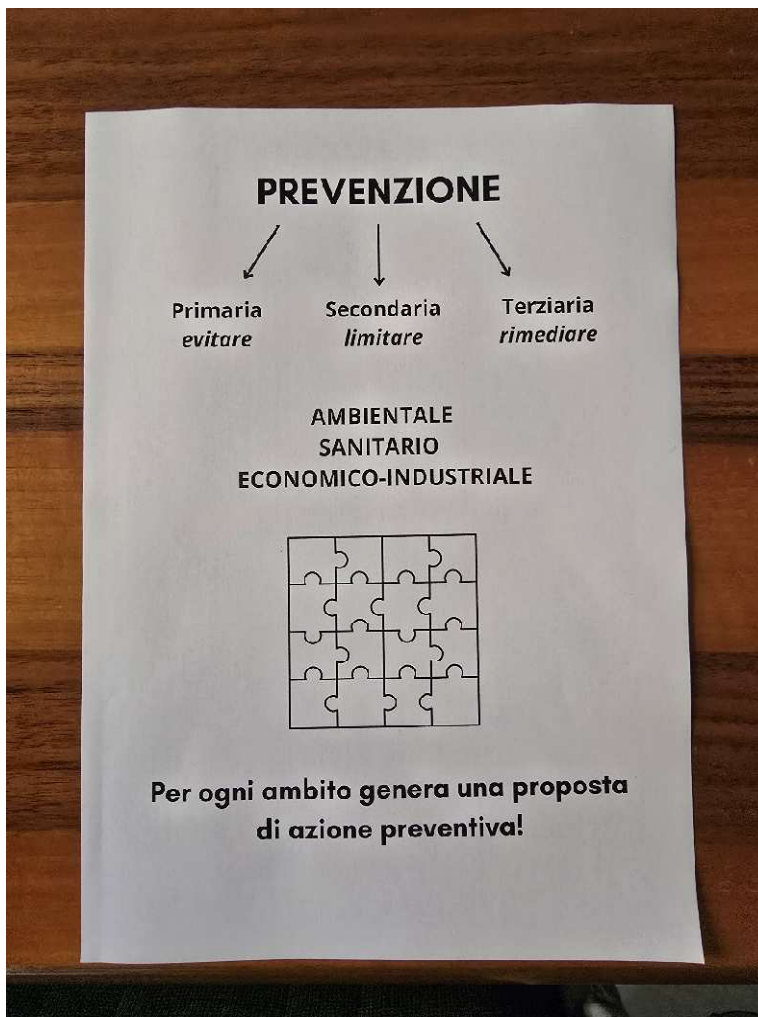 PREVENZIONE
Primaria Secondaria Terziaria
evitare limitare rimediare
AMBIENTALE
SANITARIO
ECONOMICO-INDUSTRIALE
Per ogni ambito genera una proposta
di azione preventiva!